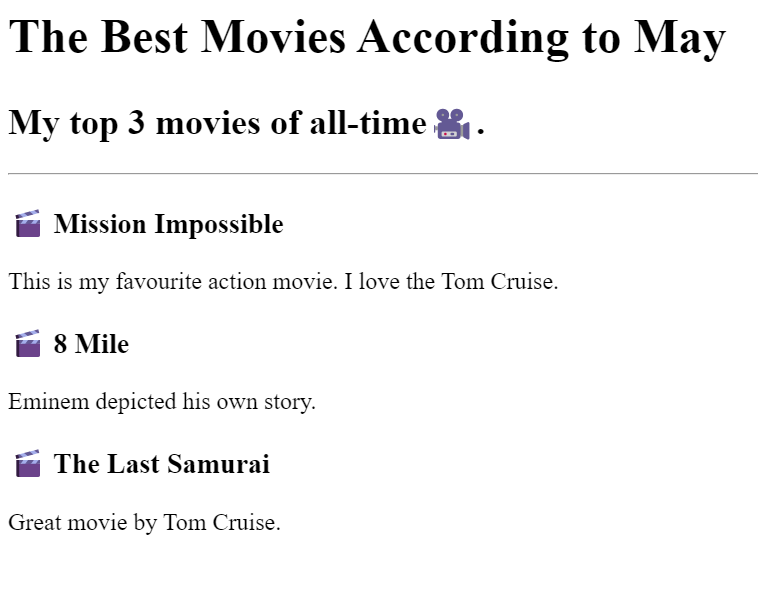 The Best Movies According to May
My top 3 movies of all-time 🎥.
🎬 Mission Impossible
This is my favourite action movie. I love the Tom Cruise.
🎬 8 Mile
Eminem depicted his own story.
🎬 The Last Samurai
Great movie by Tom Cruise.